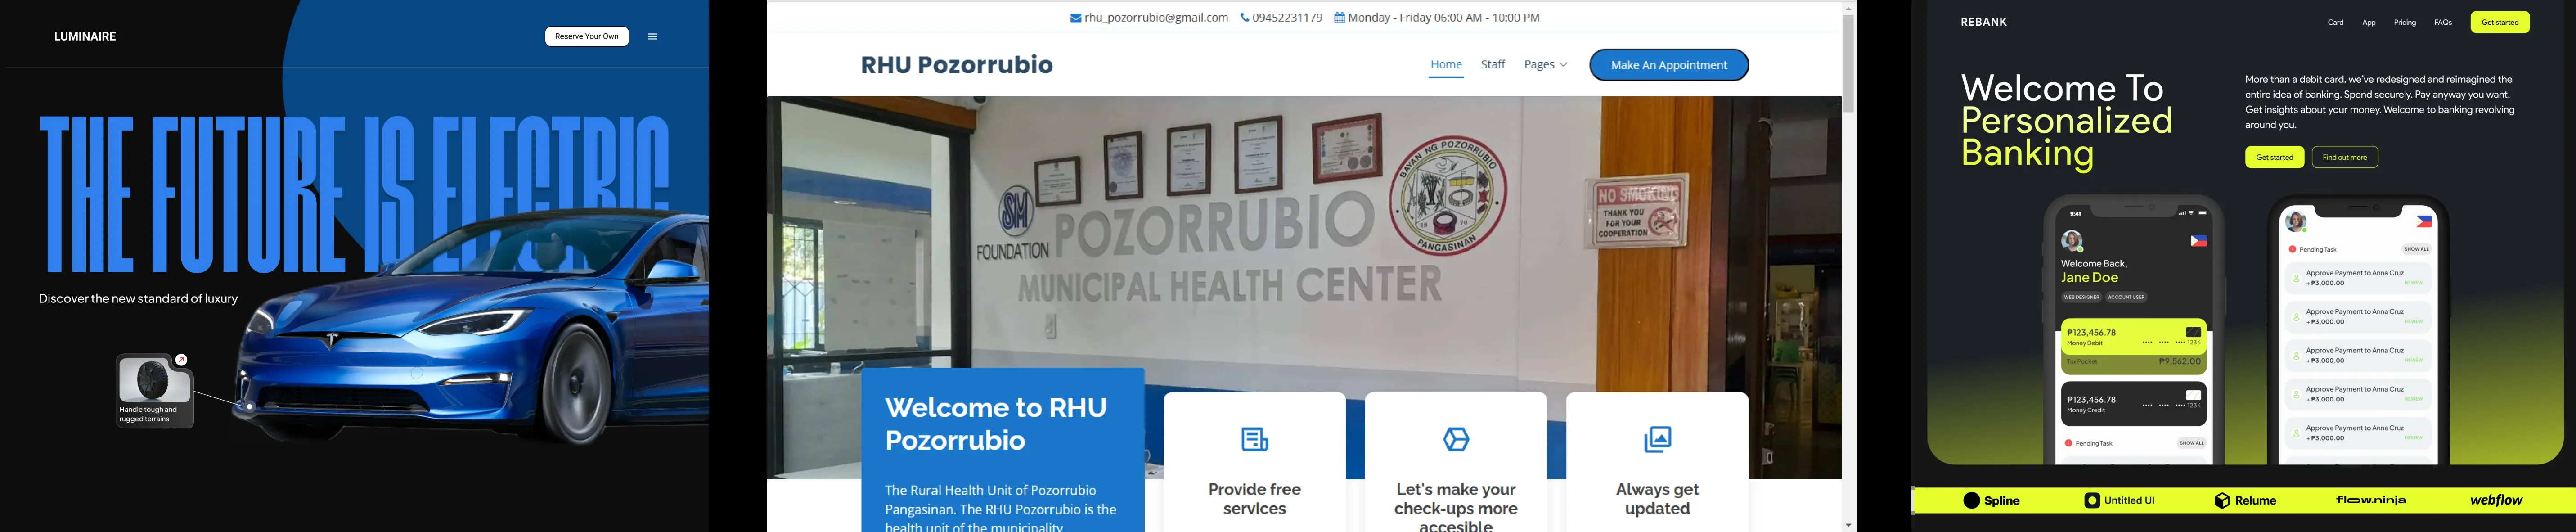 LUMINAIRE
Reserve Your Own
THE FUTURE IS ELECTRIC
Discover the new standard of luxury
Handle tough and
rugged terrains
rhu_pozorrubio@gmail.com 09452231179 Monday - Friday 06:00 AM - 10:00 PM
RHU Pozorrubio
Home Staff Pages Make An Appointment
BAYAN NG POZORRUBIO
PANGASINAN
SM
FOUNDATION
POZORRUBIO
MUNICIPAL HEALTH CENTER
NO SMOKING
THANK YOU
FOR YOUR
COOPERATION
Welcome to RHU
Pozorrubio
The Rural Health Unit of Pozorrubio
Pangasinan. The RHU Pozorrubio is the
health unit of the municipality
Provide free
services
Let's make your
check-ups more
accesible
Always get
updated
REBANK
Card App Pricing FAQs Get started
Welcome To
Personalized
Banking
More than a debit card, we've redesigned and reimagined the
entire idea of banking. Spend securely. Pay anyway you want.
Get insights about your money. Welcome to banking revolving
around you.
Get started Find out more
9:41
Welcome Back,
Jane Doe
WEB DESIGNER ACCOUNT USER
₱123,456.78
Money Debit •••• •••• •••• 1234
Tax Pocket ₱9,562.00
₱123,456.78
Money Credit •••• •••• •••• 1234
Pending Task SHOW ALL
Pending Task SHOW ALL
Approve Payment to Anna Cruz
+ ₱3,000.00 REVIEW
Approve Payment to Anna Cruz
+ ₱3,000.00 REVIEW
Approve Payment to Anna Cruz
+ ₱3,000.00 REVIEW
Approve Payment to Anna Cruz
+ ₱3,000.00 REVIEW
Approve Payment to Anna Cruz
+ ₱3,000.00 REVIEW
Spline Untitled UI Relume flow.ninja webflow